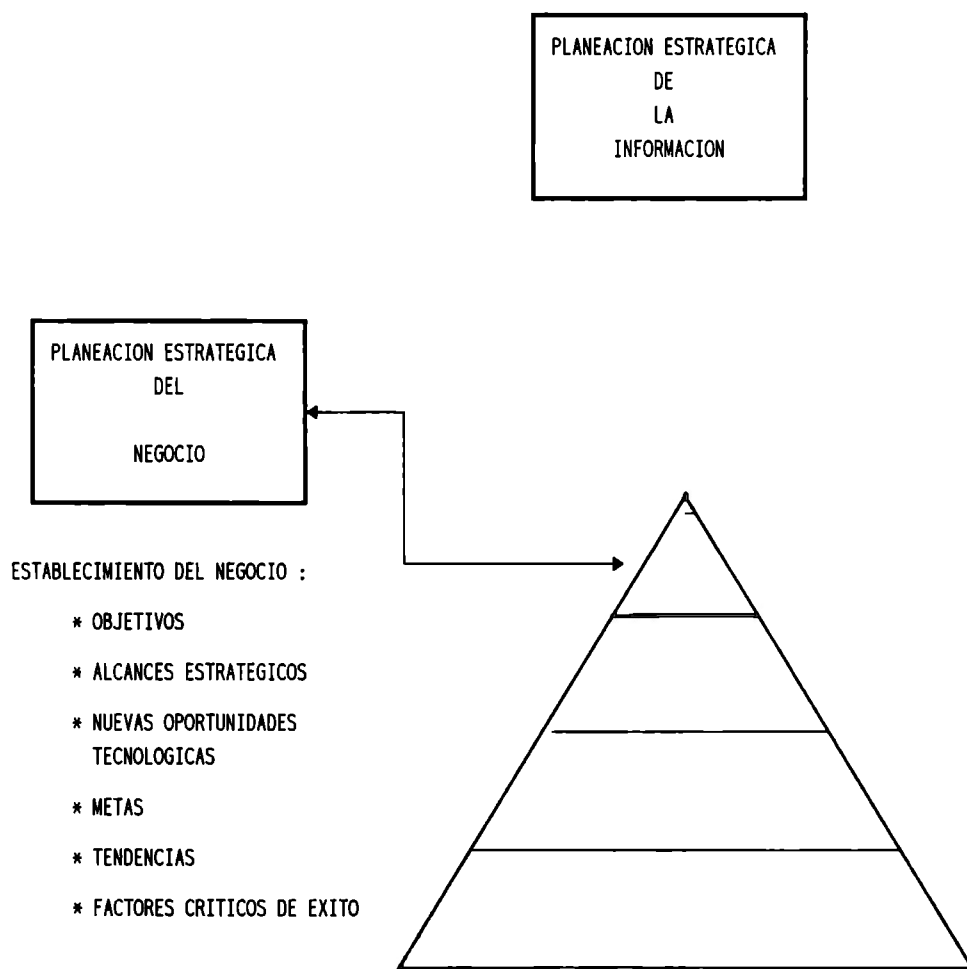 PLANEACION ESTRATEGICA
DE
LA
INFORMACION
PLANEACION ESTRATEGICA
DEL
NEGOCIO
ESTABLECIMIENTO DEL NEGOCIO :
* OBJETIVOS
* ALCANCES ESTRATEGICOS
* NUEVAS OPORTUNIDADES
TECNOLOGICAS
* METAS
* TENDENCIAS
* FACTORES CRITICOS DE EXITO